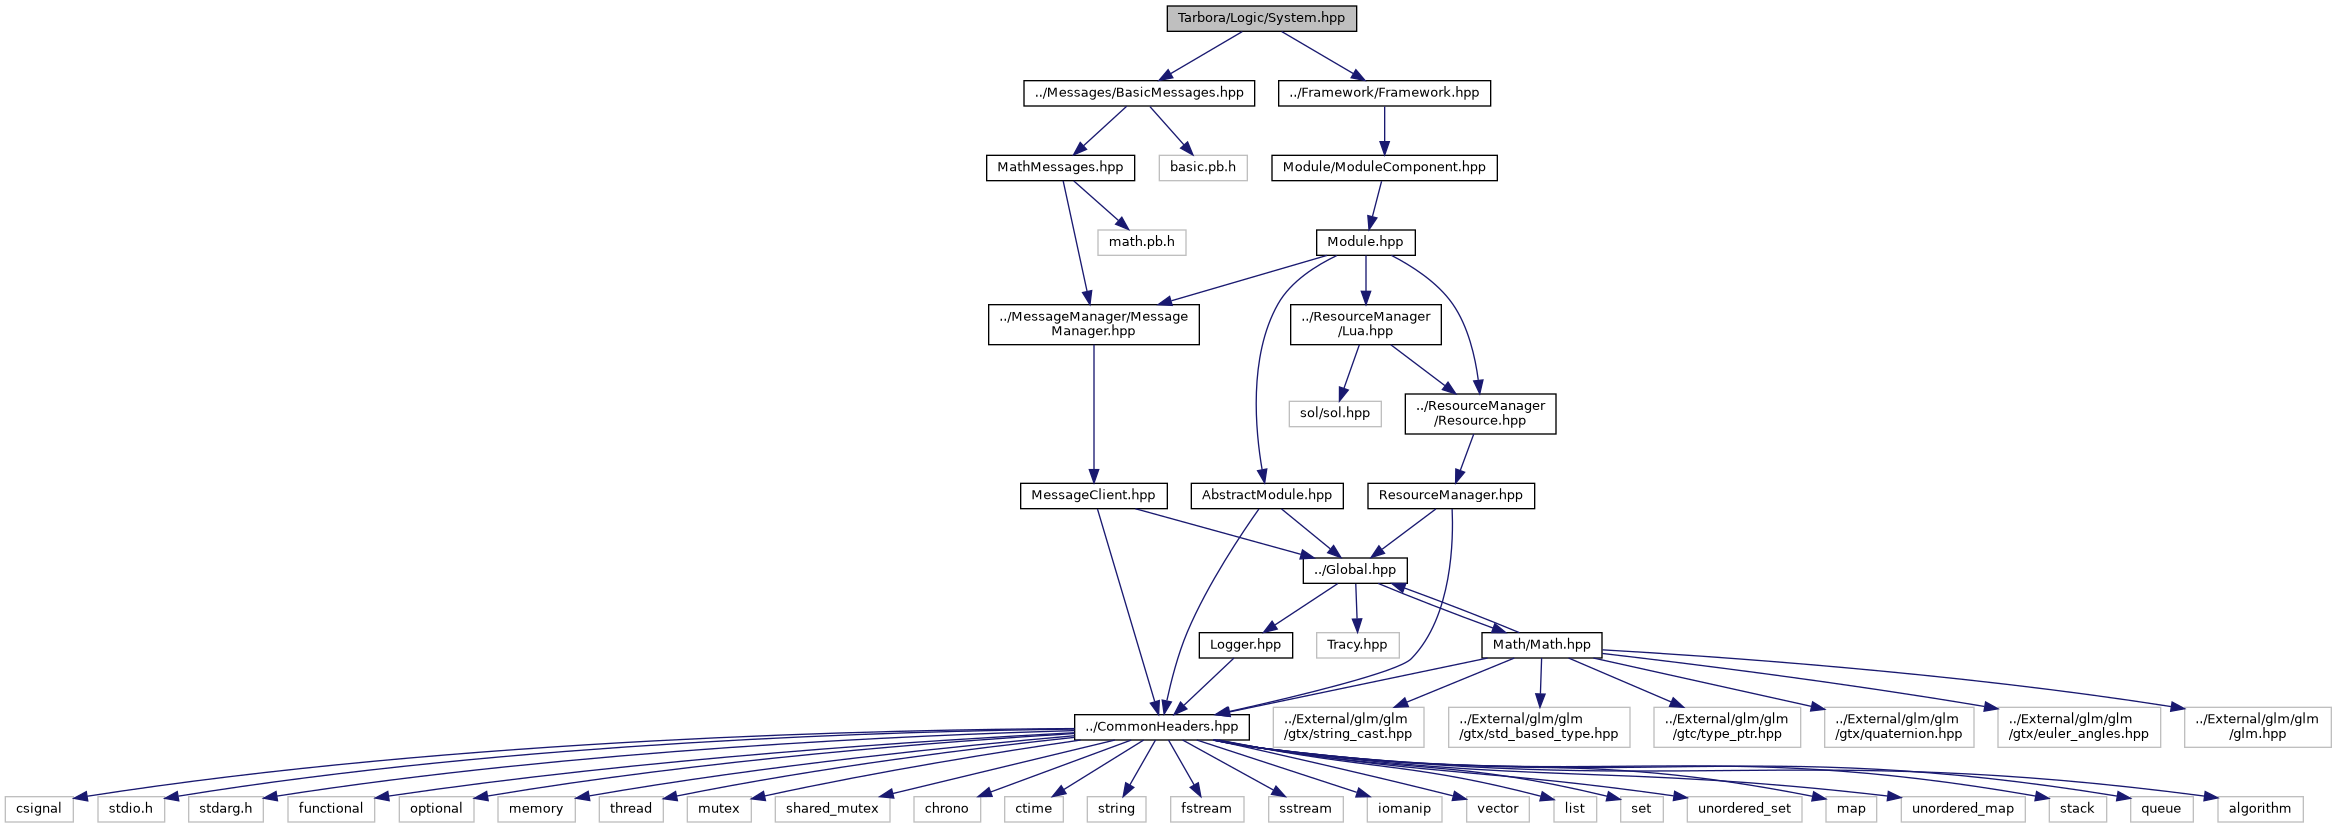 Tarbora/Logic/System.hpp
../Messages/BasicMessages.hpp
../Framework/Framework.hpp
MathMessages.hpp
basic.pb.h
Module/ModuleComponent.hpp
math.pb.h
Module.hpp
../MessageManager/Message
Manager.hpp
../ResourceManager
/Lua.hpp
sol/sol.hpp
../ResourceManager
/Resource.hpp
MessageClient.hpp
AbstractModule.hpp
ResourceManager.hpp
../Global.hpp
Logger.hpp
Tracy.hpp
Math/Math.hpp
../CommonHeaders.hpp
../External/glm/glm
/gtx/string_cast.hpp
../External/glm/glm
/gtx/std_based_type.hpp
../External/glm/glm
/gtc/type_ptr.hpp
../External/glm/glm
/gtx/quaternion.hpp
../External/glm/glm
/gtx/euler_angles.hpp
../External/glm/glm
/glm.hpp
csignal
stdio.h
stdarg.h
functional
optional
memory
thread
mutex
shared_mutex
chrono
ctime
string
fstream
sstream
iomanip
vector
list
set
unordered_set
map
unordered_map
stack
queue
algorithm